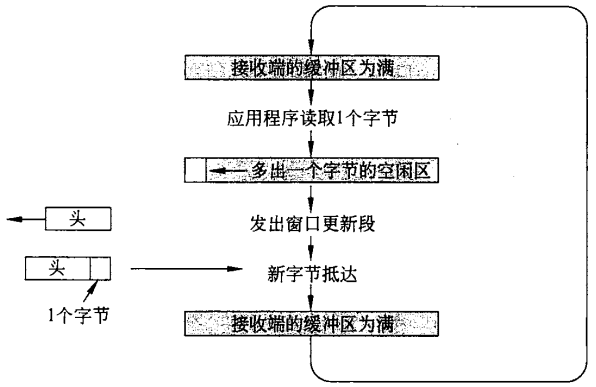 接收端的缓冲区为满
应用程序读取1个字节
多出一个字节的空闲区
头
发出窗口更新段
头
新字节抵达
1个字节
接收端的缓冲区为满